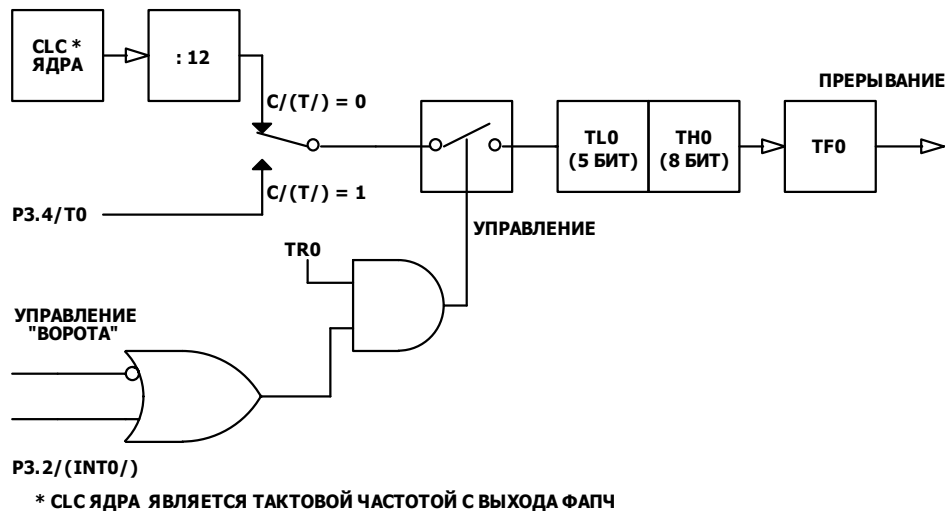 CLC *
ЯДРА
: 12
ПРЕРЫВАНИЕ
C/(T/) = 0
TL0
(5 БИТ)
TH0
(8 БИТ)
TF0
C/(T/) = 1
P3.4/T0
УПРАВЛЕНИЕ
TR0
УПРАВЛЕНИЕ
"ВОРОТА"
P3.2/(INT0/)
* CLC ЯДРА ЯВЛЯЕТСЯ ТАКТОВОЙ ЧАСТОТОЙ С ВЫХОДА ФАПЧ